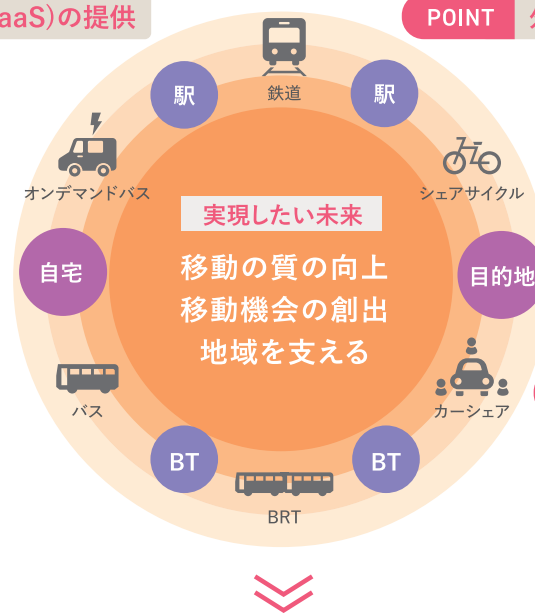 aaS)の提供
POINT
鉄道
駅
駅
オンデマンドバス
シェアサイクル
実現したい未来
自宅
移動の質の向上
目的地
移動機会の創出
地域を支える
バス
カーシェア
BT
BT
BRT